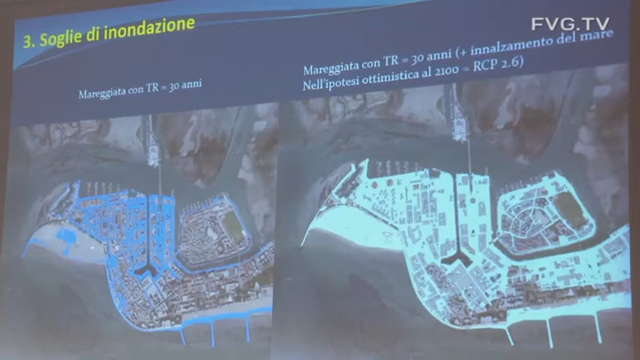 FVG.TV
3. Soglie di inondazione
Mareggiata con TR = 30 anni
Mareggiata con TR = 30 anni (+ innalzamento del mare
Nell'ipotesi ottimistica al 2100 = RCP 2.6)